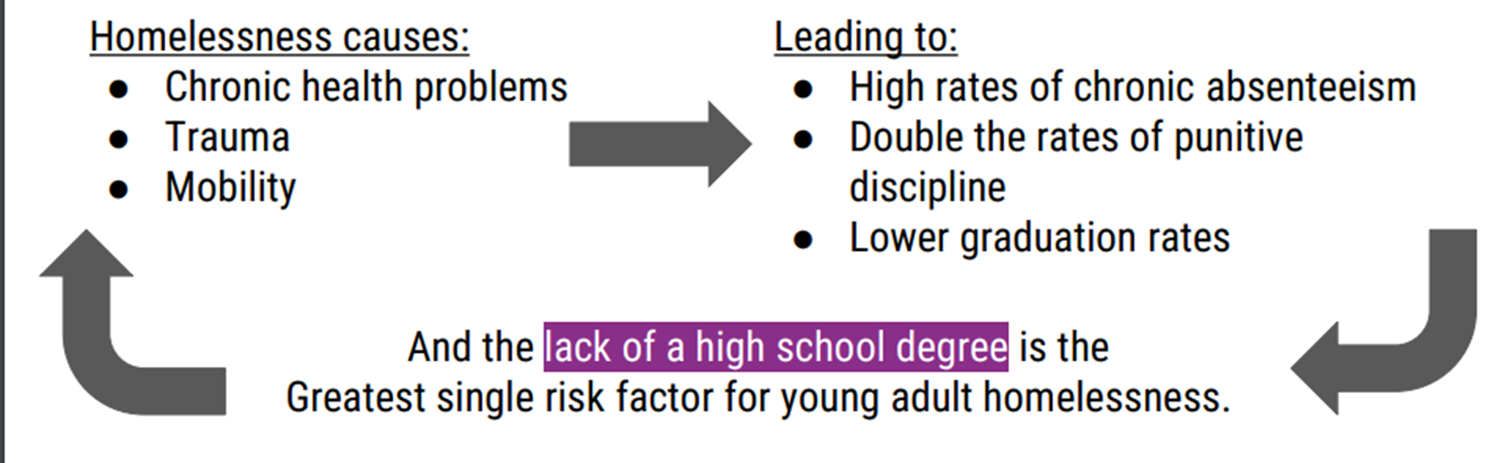 Homelessness causes:
● Chronic health problems
● Trauma
● Mobility
Leading to:
● High rates of chronic absenteeism
● Double the rates of punitive
discipline
● Lower graduation rates
And the lack of a high school degree is the
Greatest single risk factor for young adult homelessness.